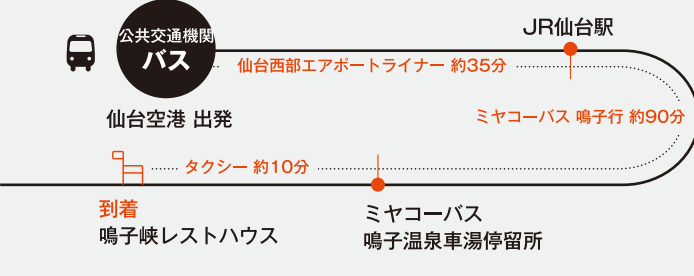 公共交通機関
バス
JR仙台駅
仙台西部エアポートライナー 約35分
仙台空港 出発
ミヤコーバス 鳴子行 約90分
タクシー 約10分
到着
鳴子峡レストハウス
ミヤコーバス
鳴子温泉車湯停留所